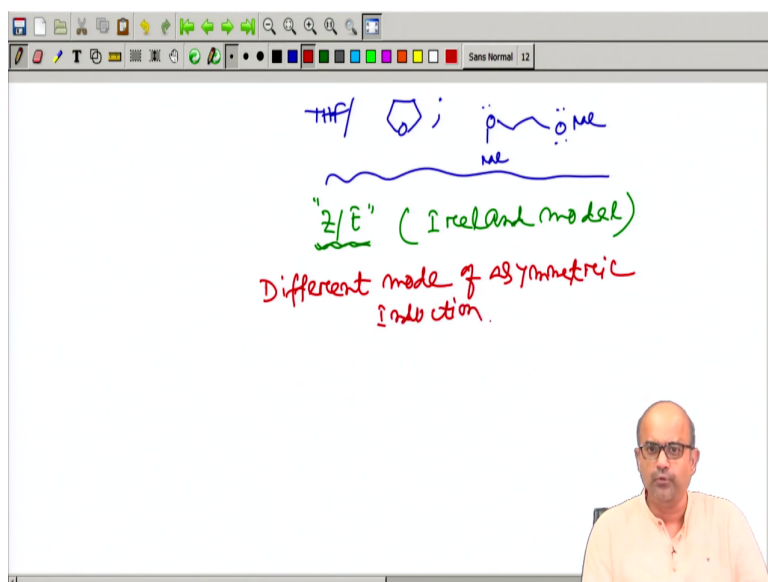 T Sans Normal 12
THF/ O ; O OMe
Me
"Z/E" (Ireland model)
Different mode of asymmetric
Induction.